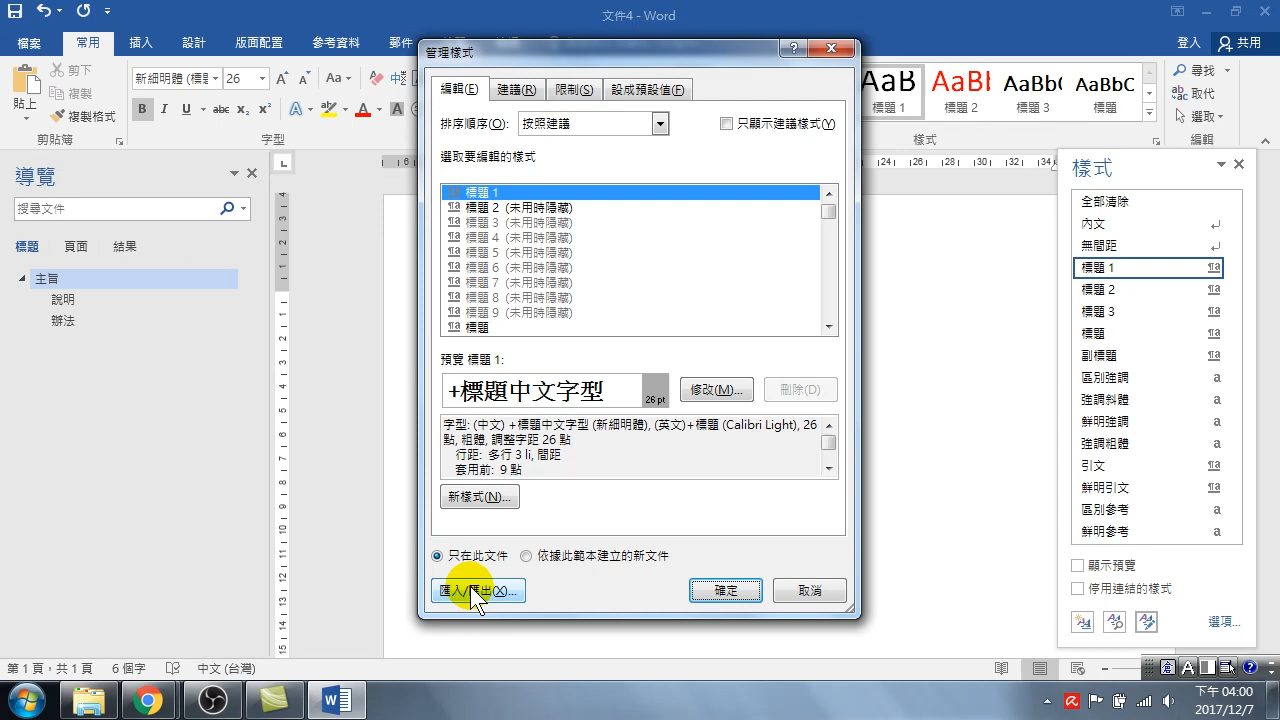 文件4 - Word
檔案
常用
插入
設計
版面配置
參考資料
郵件
登入
共用
貼上
剪下
複製
複製格式
剪貼簿
新細明體 (標
26
Aa
B I U abc x₂ x²
字型
AaB
標題 1
AaBl
標題 2
AaBb(
標題 3
AaBb(
標題
樣式
尋找
取代
選取
編輯
導覽
搜尋文件
標題
頁面
結果
主旨
說明
辦法
管理樣式
編輯(E)
建議(R)
限制(S)
設成預設值(F)
排序順序(O):
按照建議
只顯示建議樣式(Y)
選取要編輯的樣式
標題 1
標題 2 (未用時隱藏)
標題 3 (未用時隱藏)
標題 4 (未用時隱藏)
標題 5 (未用時隱藏)
標題 6 (未用時隱藏)
標題 7 (未用時隱藏)
標題 8 (未用時隱藏)
標題 9 (未用時隱藏)
標題
預覽 標題 1:
+標題中文字型
26 pt
修改(M)...
刪除(D)
字型: (中文) +標題中文字型 (新細明體), (英文)+標題 (Calibri Light), 26
點, 粗體, 調整字距 26 點
行距: 多行 3 li, 間距
套用前: 9 點
新樣式(N)...
只在此文件
依據此範本建立的新文件
匯入/匯出(X)...
確定
取消
|24| |26| |28| |30| |32| |34
樣式
全部清除
內文
無間距
標題 1
標題 2
標題 3
標題
副標題
區別強調
強調斜體
鮮明強調
強調粗體
引文
鮮明引文
區別參考
鮮明參考
顯示預覽
停用連結的樣式
選項...
第 1 頁，共 1 頁
6 個字
中文 (台灣)
下午 04:00
2017/12/7